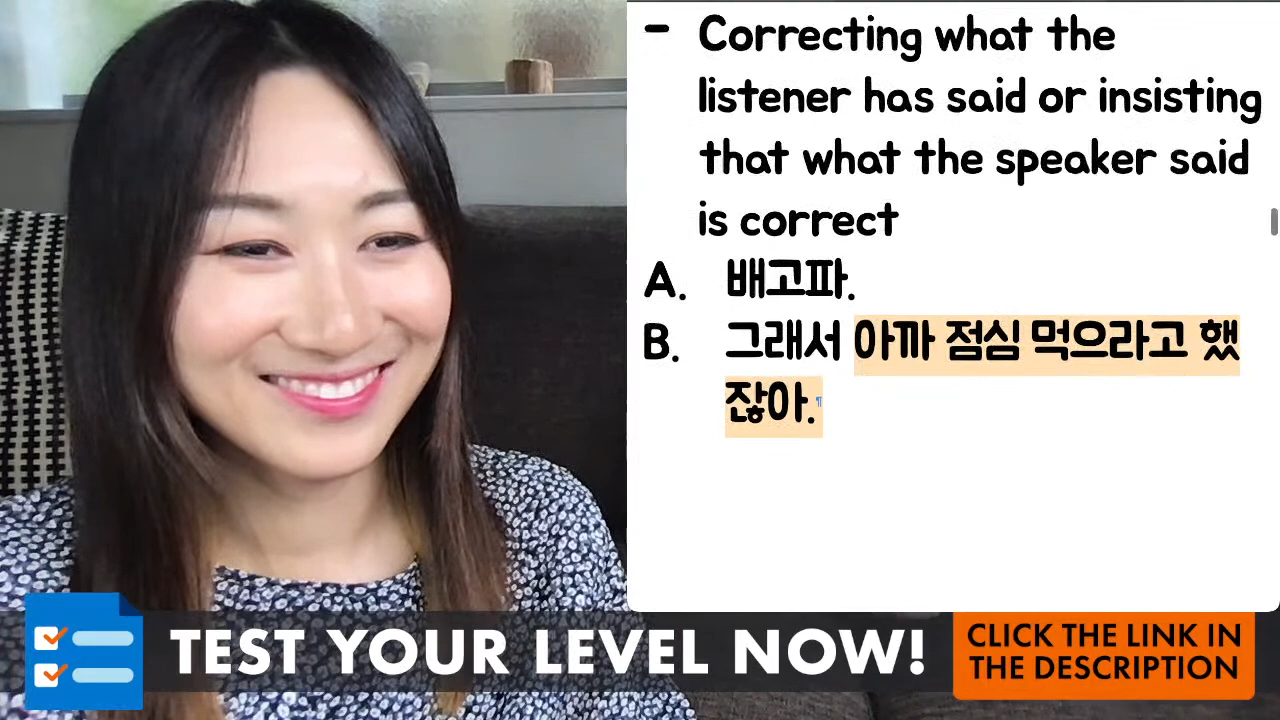 - Correcting what the
listener has said or insisting
that what the speaker said
is correct
A. 배고파.
B. 그래서 아까 점심 먹으라고 했
잖아.
TEST YOUR LEVEL NOW!
CLICK THE LINK IN
THE DESCRIPTION